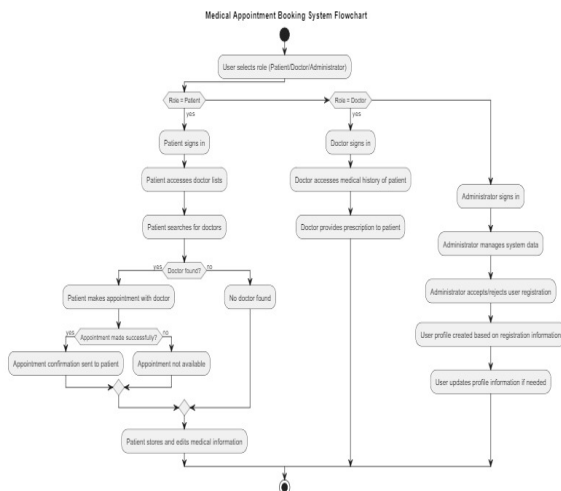 Medical Appointment Booking System Flowchart
User selects role (Patient/Doctor/Administrator)
Role = Patient
Role = Doctor
yes
yes
Patient signs in
Doctor signs in
Patient accesses doctor lists
Doctor accesses medical history of patient
Administrator signs in
Patient searches for doctors
Doctor provides prescription to patient
Administrator manages system data
yes
Doctor found?
no
Patient makes appointment with doctor
No doctor found
Administrator accepts/rejects user registration
yes
Appointment made successfully?
no
User profile created based on registration information
Appointment confirmation sent to patient
Appointment not available
User updates profile information if needed
Patient stores and edits medical information